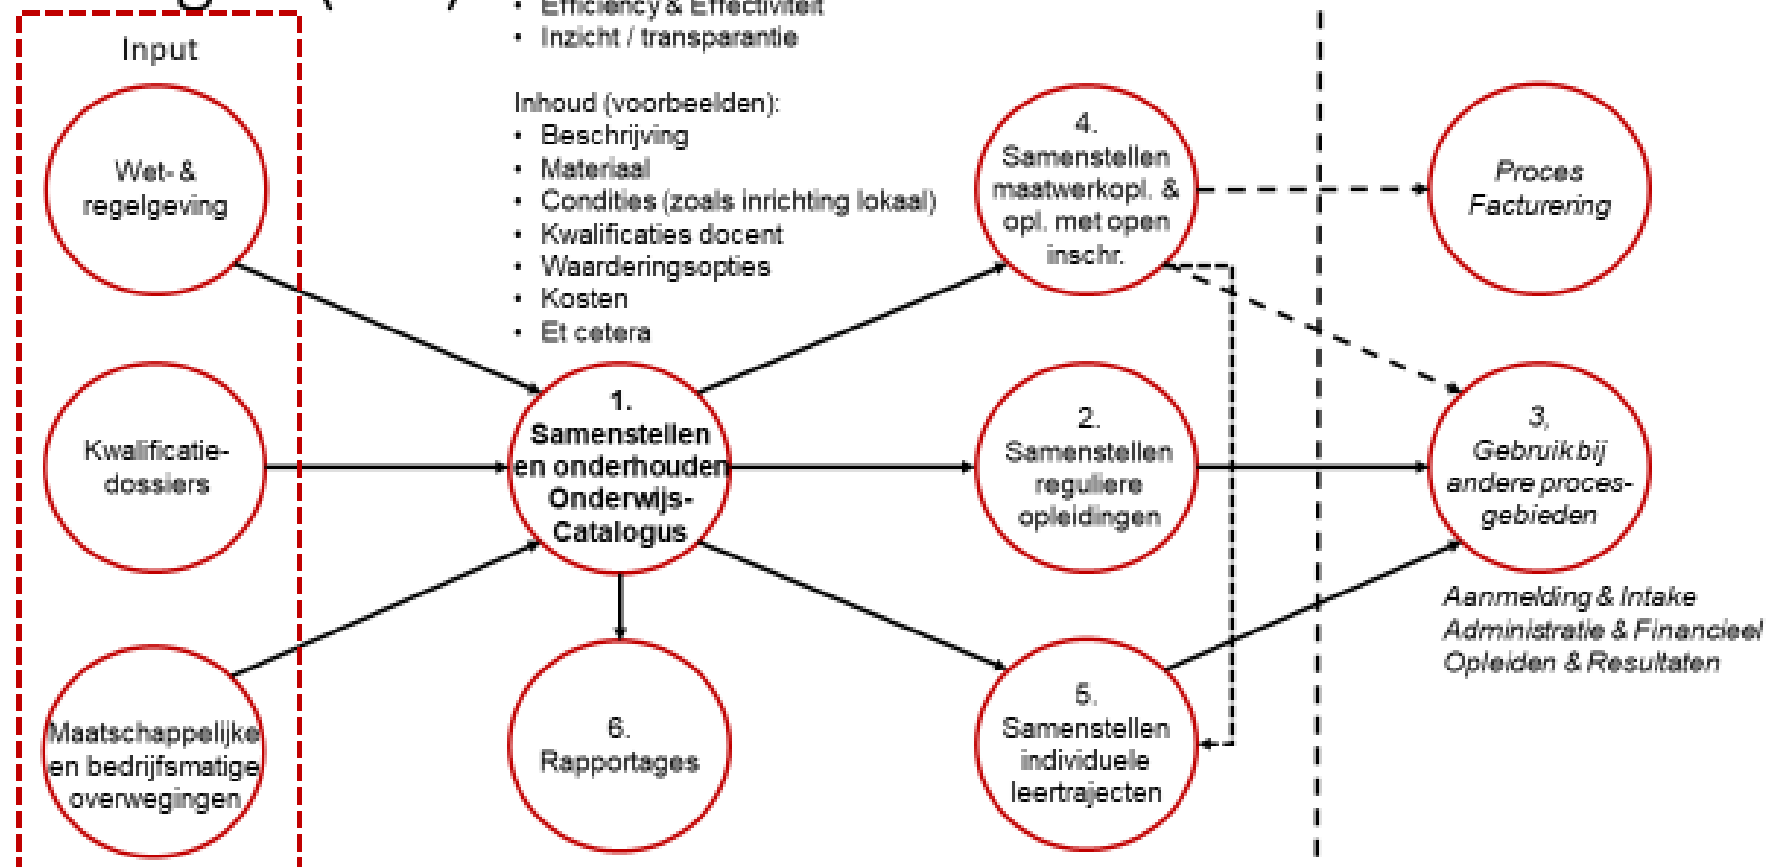 • Efficiency & Effectiviteit
• Inzicht / transparantie
Input
Inhoud (voorbeelden):
• Beschrijving
• Materiaal
• Condities (zoals inrichting lokaal)
• Kwalificaties docent
• Waarderingsopties
• Kosten
• Et cetera
Wet- &
regelgeving
Kwalificatie-
dossiers
Maatschappelijke
en bedrijfsmatige
overwegingen
1.
Samenstellen
en onderhouden
Onderwijs-
Catalogus
6.
Rapportages
4.
Samenstellen
maatwerkopl. &
opl. met open
inschr.
2.
Samenstellen
reguliere
opleidingen
5.
Samenstellen
individuele
leertrajecten
Proces
Facturering
3.
Gebruik bij
andere proces-
gebieden
Aanmelding & Intake
Administratie & Financieel
Opleiden & Resultaten